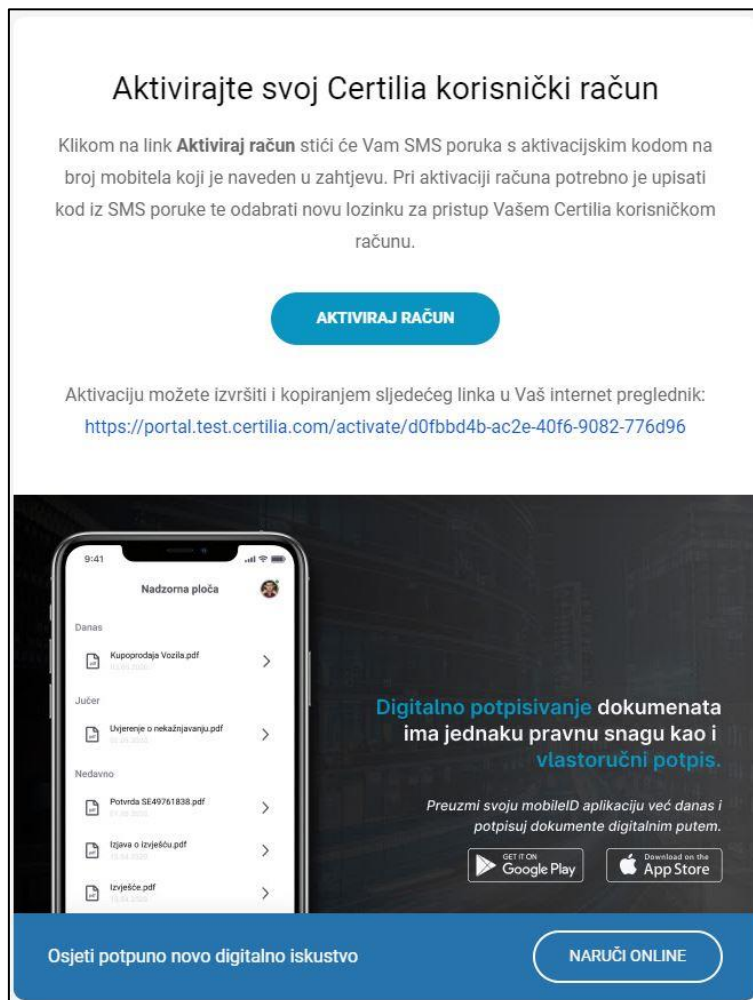 Aktivirajte svoj Certilia korisnički račun
Klikom na link Aktiviraj račun stići će Vam SMS poruka s aktivacijskim kodom na
broj mobitela koji je naveden u zahtjevu. Pri aktivaciji računa potrebno je upisati
kod iz SMS poruke te odabrati novu lozinku za pristup Vašem Certilia korisničkom
računu.
AKTIVIRAJ RAČUN
Aktivaciju možete izvršiti i kopiranjem sljedećeg linka u Vaš internet preglednik:
https://portal.test.certilia.com/activate/d0fbbd4b-ac2e-40f6-9082-776d96
9:41
Nadzorna ploča
Danas
Kupoprodaja Vozila.pdf
Jučer
Uvjerenje o nekažnjavanju.pdf
Nedavno
Potvrda SE49761838.pdf
Izjava o izvješću.pdf
Izvješće.pdf
Digitalno potpisivanje dokumenata
ima jednaku pravnu snagu kao i
vlastoručni potpis.
Preuzmi svoju mobileID aplikaciju već danas i
potpisuj dokumente digitalnim putem.
GET IT ON
Google Play
Download on the
App Store
Osjeti potpuno novo digitalno iskustvo
NARUČI ONLINE